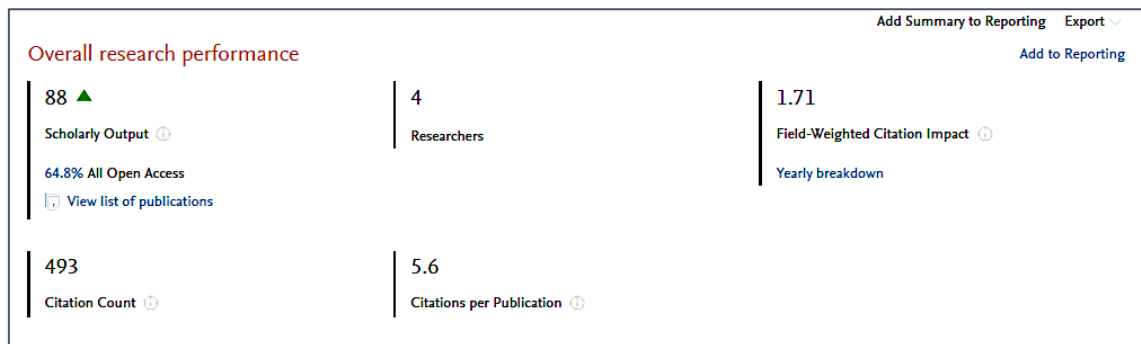 Add Summary to Reporting Export
Overall research performance
Add to Reporting
88
Scholarly Output
64.8% All Open Access
View list of publications
4
Researchers
1.71
Field-Weighted Citation Impact
Yearly breakdown
493
Citation Count
5.6
Citations per Publication